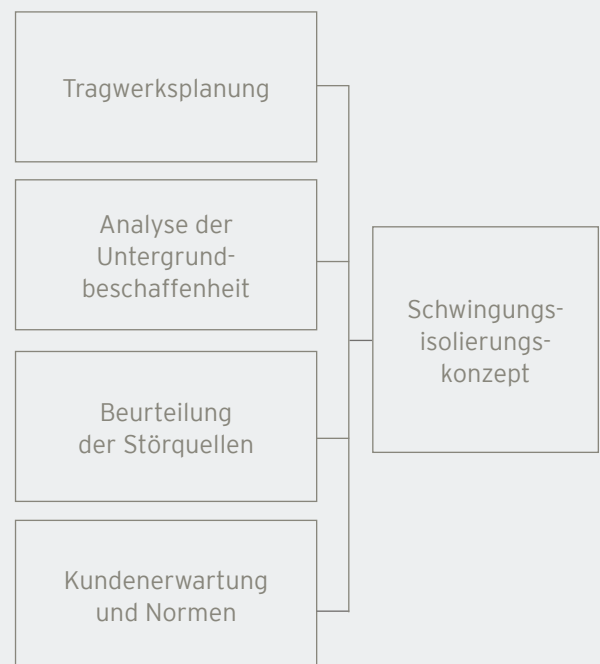 Tragwerksplanung
Analyse der
Untergrund-
beschaffenheit
Beurteilung
der Störquellen
Kundenerwartung
und Normen
Schwingungs-
isolierungs-
konzept